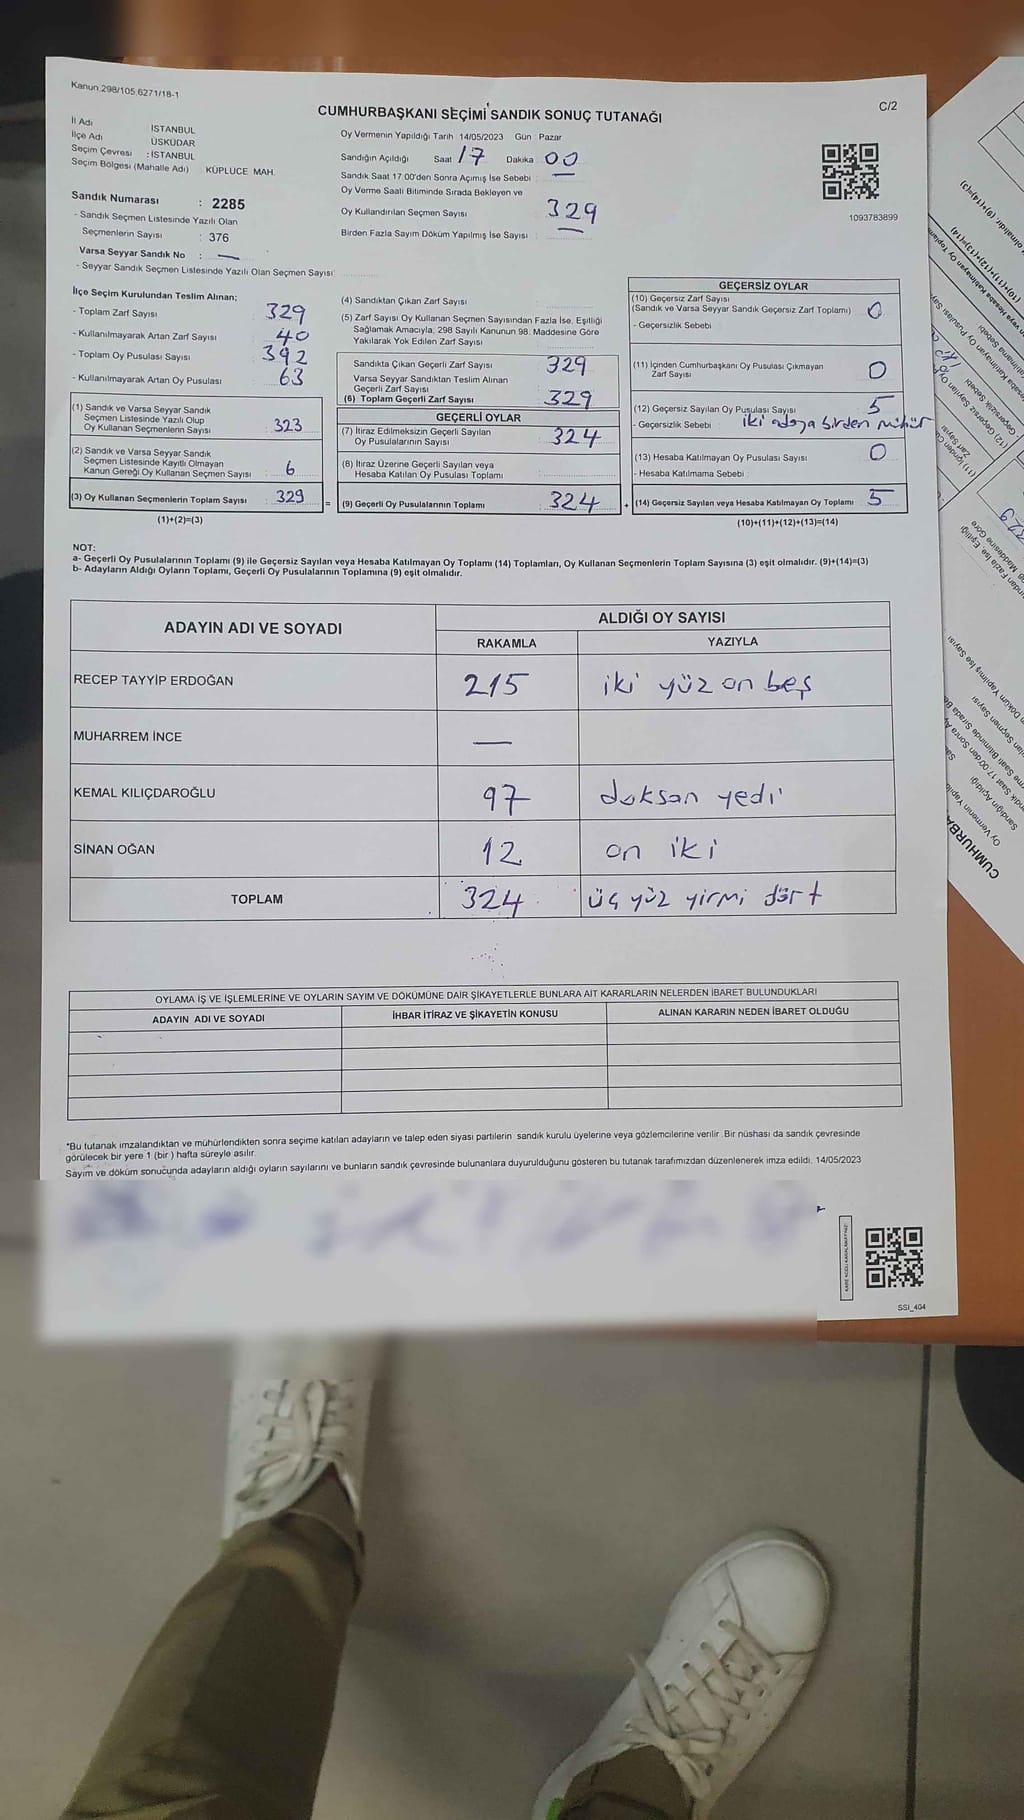 Kanun.298/105.6271/18-1
C/2
CUMHURBAŞKANI SEÇİMİ SANDIK SONUÇ TUTANAĞI
İl Adı İSTANBUL
İlçe Adı ÜSKÜDAR
Seçim Çevresi : İSTANBUL
Seçim Bölgesi (Mahalle Adı) KÜPLÜCE MAH.
Sandık Numarası : 2285
- Sandık Seçmen Listesinde Yazılı Olan
Seçmenlerin Sayısı : 376
Varsa Seyyar Sandık No : —
- Seyyar Sandık Seçmen Listesinde Yazılı Olan Seçmen Sayısı:
Oy Vermenin Yapıldığı Tarih 14/05/2023 Gün Pazar
Sandığın Açıldığı Saat 17 Dakika 00
Sandık Saat 17.00'den Sonra Açımış İse Sebebi : —
Oy Verme Saati Bitiminde Sırada Bekleyen ve
Oy Kullandırılan Seçmen Sayısı 329
Birden Fazla Sayım Döküm Yapılmış İse Sayısı : —
1093783899
İlçe Seçim Kurulundan Teslim Alınan;
- Toplam Zarf Sayısı 329
- Kullanılmayarak Artan Zarf Sayısı 40
- Toplam Oy Pusulası Sayısı 392
- Kullanılmayarak Artan Oy Pusulası 63
(1) Sandık ve Varsa Seyyar Sandık
Seçmen Listesinde Yazılı Olup
Oy Kullanan Seçmenlerin Sayısı 323
(2) Sandık ve Varsa Seyyar Sandık
Seçmen Listesinde Kayıtlı Olmayan
Kanun Gereği Oy Kullanan Seçmen Sayısı 6
(3) Oy Kullanan Seçmenlerin Toplam Sayısı 329
(1)+(2)=(3)
(4) Sandıktan Çıkan Zarf Sayısı :
(5) Zarf Sayısı Oy Kullanan Seçmen Sayısından Fazla İse, Eşitliği
Sağlamak Amacıyla, 298 Sayılı Kanunun 98. Maddesine Göre
Yakılarak Yok Edilen Zarf Sayısı :
Sandıkta Çıkan Geçerli Zarf Sayısı 329
Varsa Seyyar Sandıktan Teslim Alınan
Geçerli Zarf Sayısı
(6) Toplam Geçerli Zarf Sayısı 329
GEÇERLİ OYLAR
(7) İtiraz Edilmeksizin Geçerli Sayılan
Oy Pusulalarının Sayısı 324
(8) İtiraz Üzerine Geçerli Sayılan veya
Hesaba Katılan Oy Pusulası Toplamı
= (9) Geçerli Oy Pusulalarının Toplamı 324
GEÇERSİZ OYLAR
(10) Geçersiz Zarf Sayısı
(Sandık ve Varsa Seyyar Sandık Geçersiz Zarf Toplamı) 0
- Geçersizlik Sebebi
(11) İçinden Cumhurbaşkanı Oy Pusulası Çıkmayan
Zarf Sayısı 0
(12) Geçersiz Sayılan Oy Pusulası Sayısı 5
- Geçersizlik Sebebi : iki adaya birden mühür
(13) Hesaba Katılmayan Oy Pusulası Sayısı 0
- Hesaba Katılmama Sebebi :
+ (14) Geçersiz Sayılan veya Hesaba Katılmayan Oy Toplamı 5
(10)+(11)+(12)+(13)=(14)
NOT:
a- Geçerli Oy Pusulalarının Toplamı (9) ile Geçersiz Sayılan veya Hesaba Katılmayan Oy Toplamı (14) Toplamları, Oy Kullanan Seçmenlerin Toplam Sayısına (3) eşit olmalıdır. (9)+(14)=(3)
b- Adayların Aldığı Oyların Toplamı, Geçerli Oy Pusulalarının Toplamına (9) eşit olmalıdır.
ADAYIN ADI VE SOYADI ALDIĞI OY SAYISI
RAKAMLA YAZIYLA
RECEP TAYYİP ERDOĞAN 215 iki yüz on beş
MUHARREM İNCE —
KEMAL KILIÇDAROĞLU 97 doksan yedi
SİNAN OĞAN 12 on iki
TOPLAM 324 üç yüz yirmi dört
OYLAMA İŞ VE İŞLEMLERİNE VE OYLARIN SAYIM VE DÖKÜMÜNE DAİR ŞİKAYETLERLE BUNLARA AİT KARARLARIN NELERDEN İBARET BULUNDUKLARI
ADAYIN ADI VE SOYADI İHBAR İTİRAZ VE ŞİKAYETİN KONUSU ALINAN KARARIN NEDEN İBARET OLDUĞU
*Bu tutanak imzalandıktan ve mühürlendikten sonra seçime katılan adayların ve talep eden siyasi partilerin sandık kurulu üyelerine veya gözlemcilerine verilir. Bir nüshası da sandık çevresinde
görülecek bir yere 1 (bir ) hafta süreyle asılır.
Sayım ve döküm sonucunda adayların aldığı oyların sayılarını ve bunların sandık çevresinde bulunanlara duyurulduğunu gösteren bu tutanak tarafımızdan düzenlenerek imza edildi. 14/05/2023
SSI_404